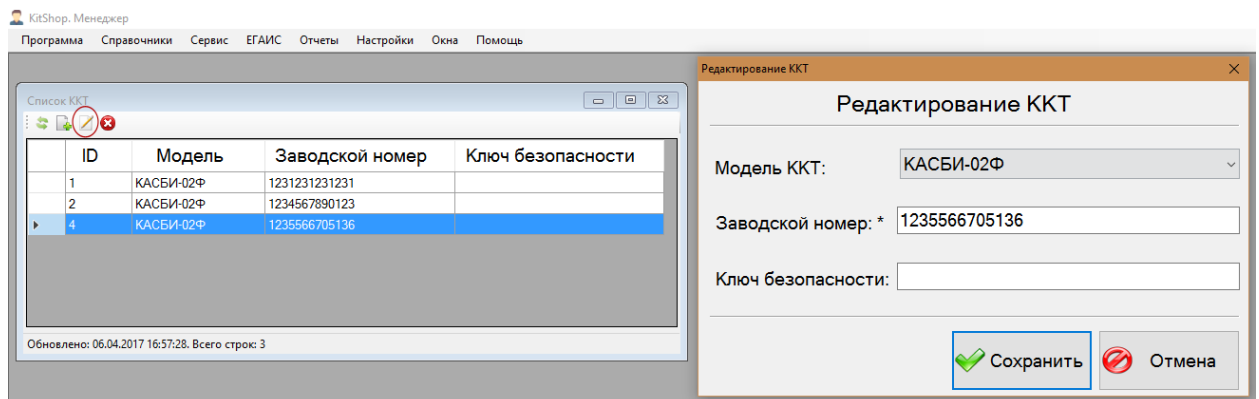 KitShop. Менеджер
Программа Справочники Сервис ЕГАИС Отчеты Настройки Окна Помощь
Список ККТ
ID Модель Заводской номер Ключ безопасности
1 КАСБИ-02Ф 1231231231231
2 КАСБИ-02Ф 1234567890123
4 КАСБИ-02Ф 1235566705136
Обновлено: 06.04.2017 16:57:28. Всего строк: 3
Редактирование ККТ
Редактирование ККТ
Модель ККТ: КАСБИ-02Ф
Заводской номер: * 1235566705136
Ключ безопасности:
Сохранить Отмена